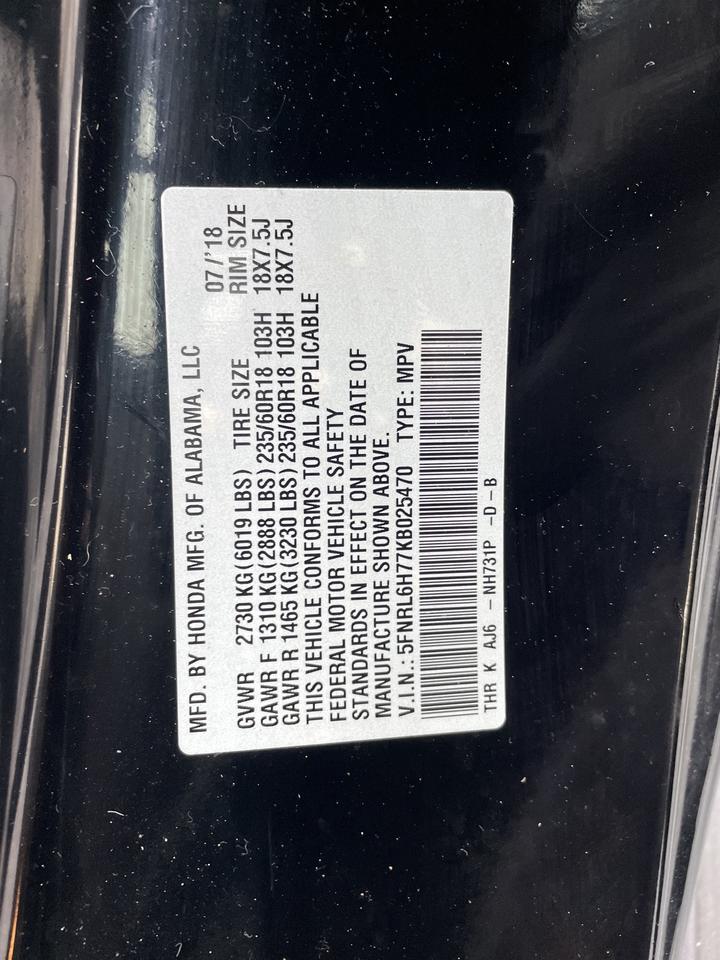 MFD. BY HONDA MFG. OF ALABAMA, LLC
07/'18
GVWR 2730 KG(6019 LBS) TIRE SIZE RIM SIZE
GAWR F 1310 KG(2888 LBS) 235/60R18 103H 18X7.5J
GAWR R 1465 KG(3230 LBS) 235/60R18 103H 18X7.5J
THIS VEHICLE CONFORMS TO ALL APPLICABLE
FEDERAL MOTOR VEHICLE SAFETY
STANDARDS IN EFFECT ON THE DATE OF
MANUFACTURE SHOWN ABOVE.
V.I.N.: 5FNRL6H77KB025470 TYPE: MPV
THR K AJ6 - NH731P -D-B